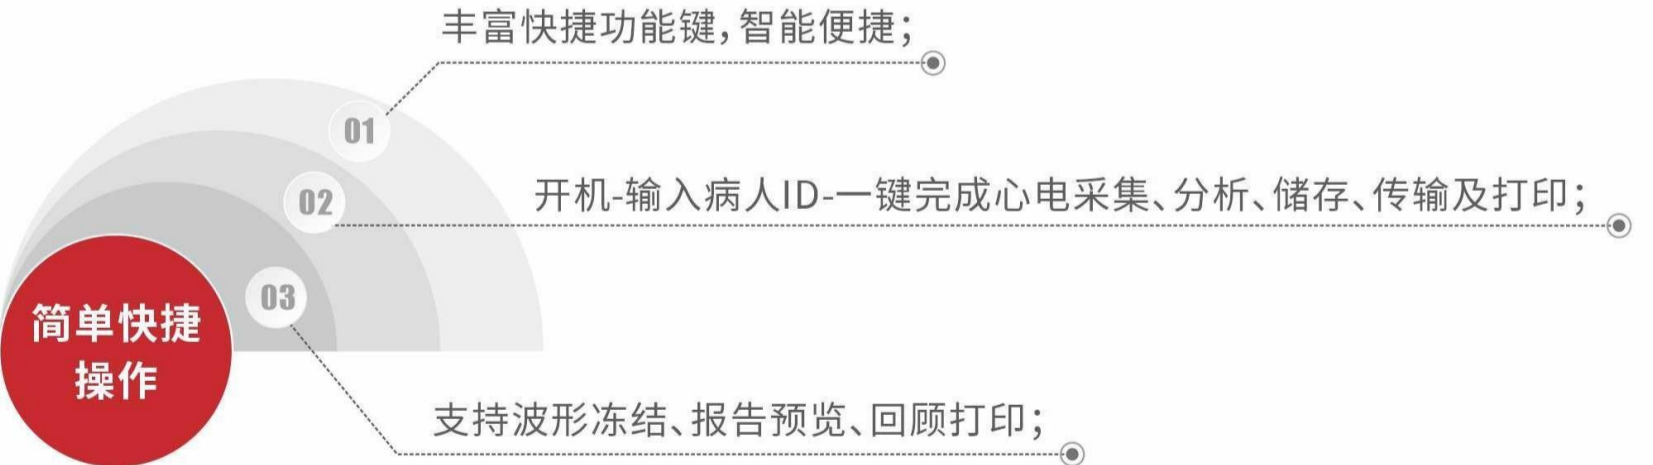 丰富快捷功能键,智能便捷;
01
02
开机-输入病人ID-一键完成心电采集、分析、储存、传输及打印;
03
简单快捷
操作
支持波形冻结、报告预览、回顾打印;